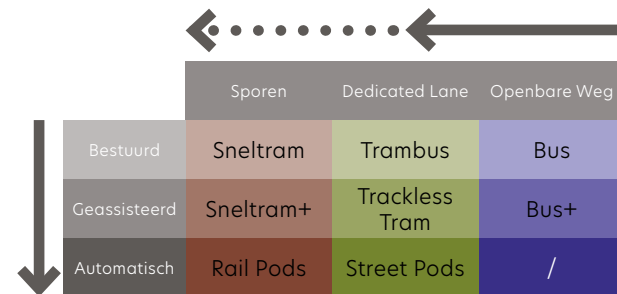 Sporen Dedicated Lane Openbare Weg
Bestuurd Sneltram Trambus Bus
Geassisteerd Sneltram+ Trackless Tram Bus+
Automatisch Rail Pods Street Pods /